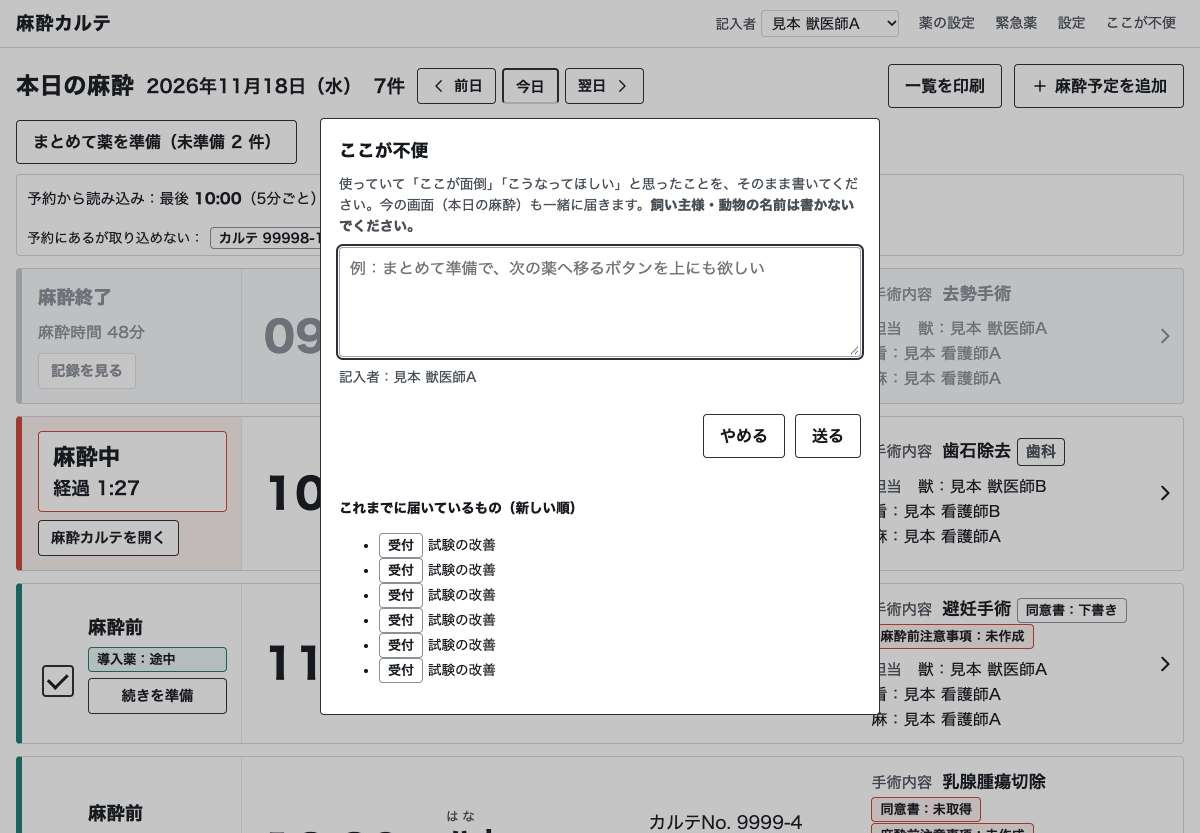 麻酔カルテ
記入者 見本 獣医師A 薬の設定 緊急薬 設定 ここが不便
本日の麻酔 2026年11月18日（水） 7件 前日 今日 翌日 一覧を印刷 ＋ 麻酔予定を追加
まとめて薬を準備（未準備 2 件）
予約から読み込み：最後 10:00（5分ごと）
予約にあるが取り込めない： カルテ 99998-1
ここが不便
使っていて「ここが面倒」「こうなってほしい」と思ったことを、そのまま書いてくだ
さい。今の画面（本日の麻酔）も一緒に届きます。飼い主様・動物の名前は書かない
でください。
例：まとめて準備で、次の薬へ移るボタンを上にも欲しい
記入者：見本 獣医師A
やめる 送る
これまでに届いているもの（新しい順）
受付 試験の改善
受付 試験の改善
受付 試験の改善
受付 試験の改善
受付 試験の改善
受付 試験の改善
麻酔終了
麻酔時間 48分
記録を見る
09
手術内容 去勢手術
担当 獣：見本 獣医師A
看：見本 看護師A
麻：見本 看護師A
麻酔中
経過 1:27
麻酔カルテを開く
10
手術内容 歯石除去 歯科
担当 獣：見本 獣医師B
看：見本 看護師B
麻：見本 看護師A
麻酔前
導入薬：途中
続きを準備
11
手術内容 避妊手術 同意書：下書き
麻酔前注意事項：未作成
担当 獣：見本 獣医師A
看：見本 看護師A
麻：見本 看護師A
麻酔前
はな
カルテNo. 9999-4
手術内容 乳腺腫瘍切除
同意書：未取得
麻酔前注意事項：未作成